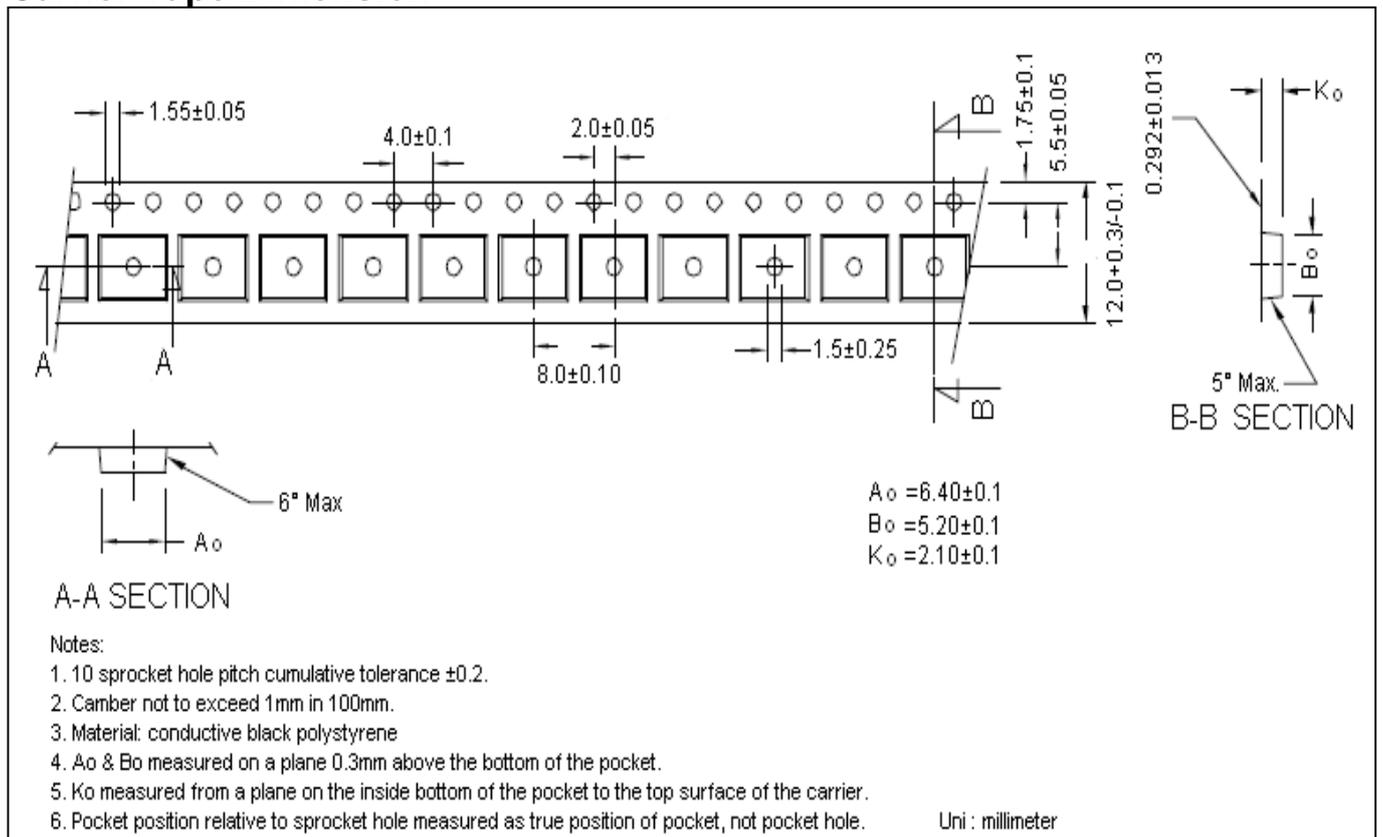 1.55±0.05
4.0±0.1
2.0±0.05
B
1.75±0.1
5.5±0.05
0.292±0.013
Ko
12.0+0.3/-0.1
Bo
A
A
8.0±0.10
1.5±0.25
B
5° Max.
B-B SECTION
6° Max
Ao
A-A SECTION
Ao =6.40±0.1
Bo =5.20±0.1
Ko =2.10±0.1
Notes:
1. 10 sprocket hole pitch cumulative tolerance ±0.2.
2. Camber not to exceed 1mm in 100mm.
3. Material: conductive black polystyrene
4. Ao & Bo measured on a plane 0.3mm above the bottom of the pocket.
5. Ko measured from a plane on the inside bottom of the pocket to the top surface of the carrier.
6. Pocket position relative to sprocket hole measured as true position of pocket, not pocket hole.
Uni : millimeter